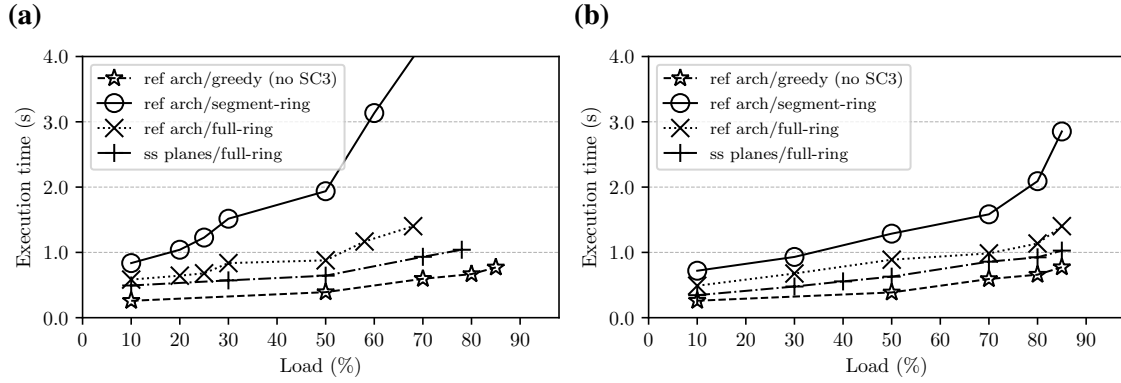 (a)
Execution time (s)
4.0
3.0
2.0
1.0
0.0
ref arch/greedy (no SC3)
ref arch/segment-ring
ref arch/full-ring
ss planes/full-ring
0 10 20 30 40 50 60 70 80 90
Load (%)
(b)
Execution time (s)
4.0
3.0
2.0
1.0
0.0
ref arch/greedy (no SC3)
ref arch/segment-ring
ref arch/full-ring
ss planes/full-ring
0 10 20 30 40 50 60 70 80 90
Load (%)